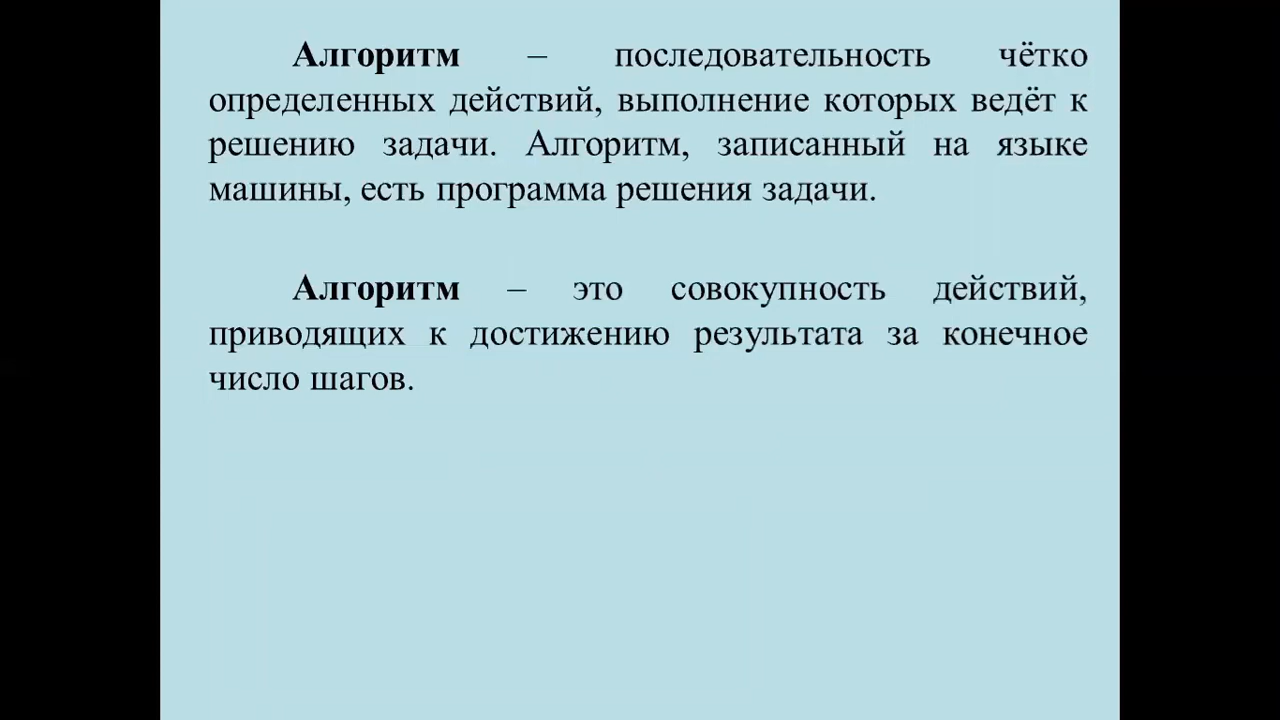 Алгоритм – последовательность чётко
определенных действий, выполнение которых ведёт к
решению задачи. Алгоритм, записанный на языке
машины, есть программа решения задачи.
Алгоритм – это совокупность действий,
приводящих к достижению результата за конечное
число шагов.